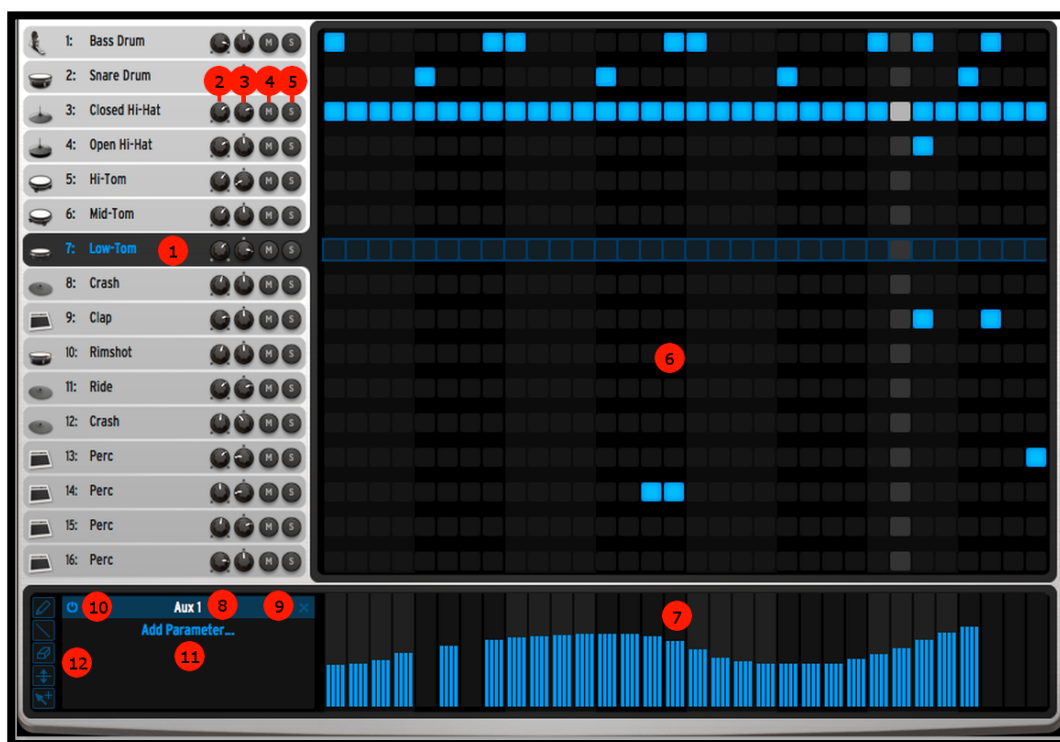 1: Bass Drum M S
2: Snare Drum M S
2 3 4 5
3: Closed Hi-Hat M S
4: Open Hi-Hat M S
5: Hi-Tom M S
6: Mid-Tom M S
7: Low-Tom 1 M S
8: Crash M S
9: Clap M S
10: Rimshot M S
6
11: Ride M S
12: Crash M S
13: Perc M S
14: Perc M S
15: Perc M S
16: Perc M S
10 Aux 1 8 9
7
Add Parameter...
11
12